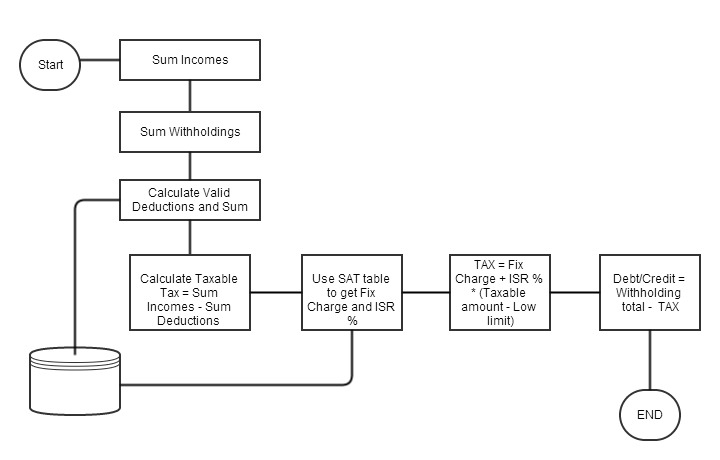 Start
Sum Incomes
Sum Withholdings
Calculate Valid
Deductions and Sum
Calculate Taxable
Tax = Sum
Incomes - Sum
Deductions
Use SAT table
to get Fix
Charge and ISR
%
TAX = Fix
Charge + ISR %
* (Taxable
amount - Low
limit)
Debt/Credit =
Withholding
total - TAX
END